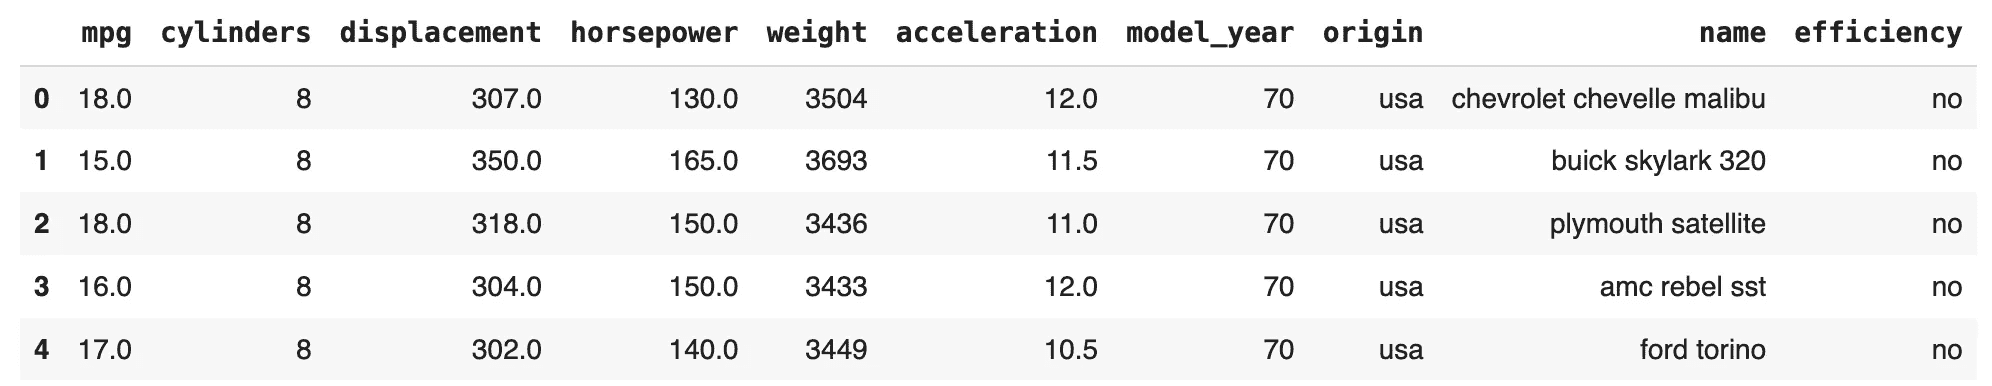 mpg cylinders displacement horsepower weight acceleration model_year origin name efficiency
0 18.0 8 307.0 130.0 3504 12.0 70 usa chevrolet chevelle malibu no
1 15.0 8 350.0 165.0 3693 11.5 70 usa buick skylark 320 no
2 18.0 8 318.0 150.0 3436 11.0 70 usa plymouth satellite no
3 16.0 8 304.0 150.0 3433 12.0 70 usa amc rebel sst no
4 17.0 8 302.0 140.0 3449 10.5 70 usa ford torino no